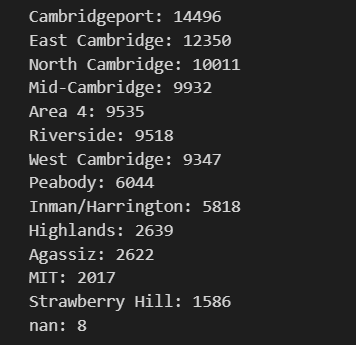 Cambridgeport: 14496
East Cambridge: 12350
North Cambridge: 10011
Mid-Cambridge: 9932
Area 4: 9535
Riverside: 9518
West Cambridge: 9347
Peabody: 6044
Inman/Harrington: 5818
Highlands: 2639
Agassiz: 2622
MIT: 2017
Strawberry Hill: 1586
nan: 8